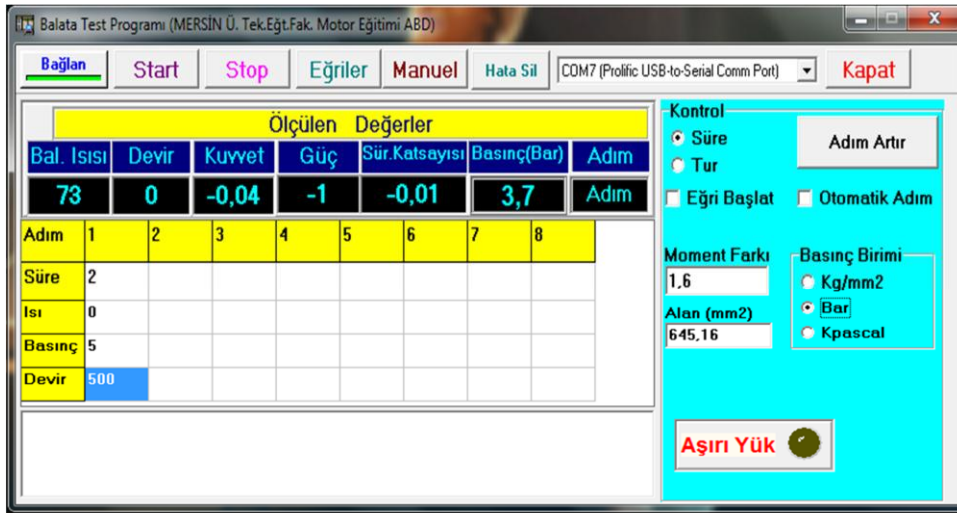 Balata Test Programı (MERSİN Ü. Tek.Eğt.Fak. Motor Eğitimi ABD)
Bağlan Start Stop Eğriler Manuel Hata Sil COM7 (Prolific USB-to-Serial Comm Port) Kapat
Ölçülen Değerler
Bal. Isısı Devir Kuvvet Güç Sür.Katsayısı Basınç(Bar) Adım
73 0 -0,04 -1 -0,01 3,7 Adım
Adım 1 2 3 4 5 6 7 8
Süre 2
Isı 0
Basınç 5
Devir 500
Kontrol
Süre
Tur
Adım Artır
Eğri Başlat Otomatik Adım
Moment Farkı
1,6
Alan (mm2)
645,16
Basınç Birimi
Kg/mm2
Bar
Kpascal
Aşırı Yük